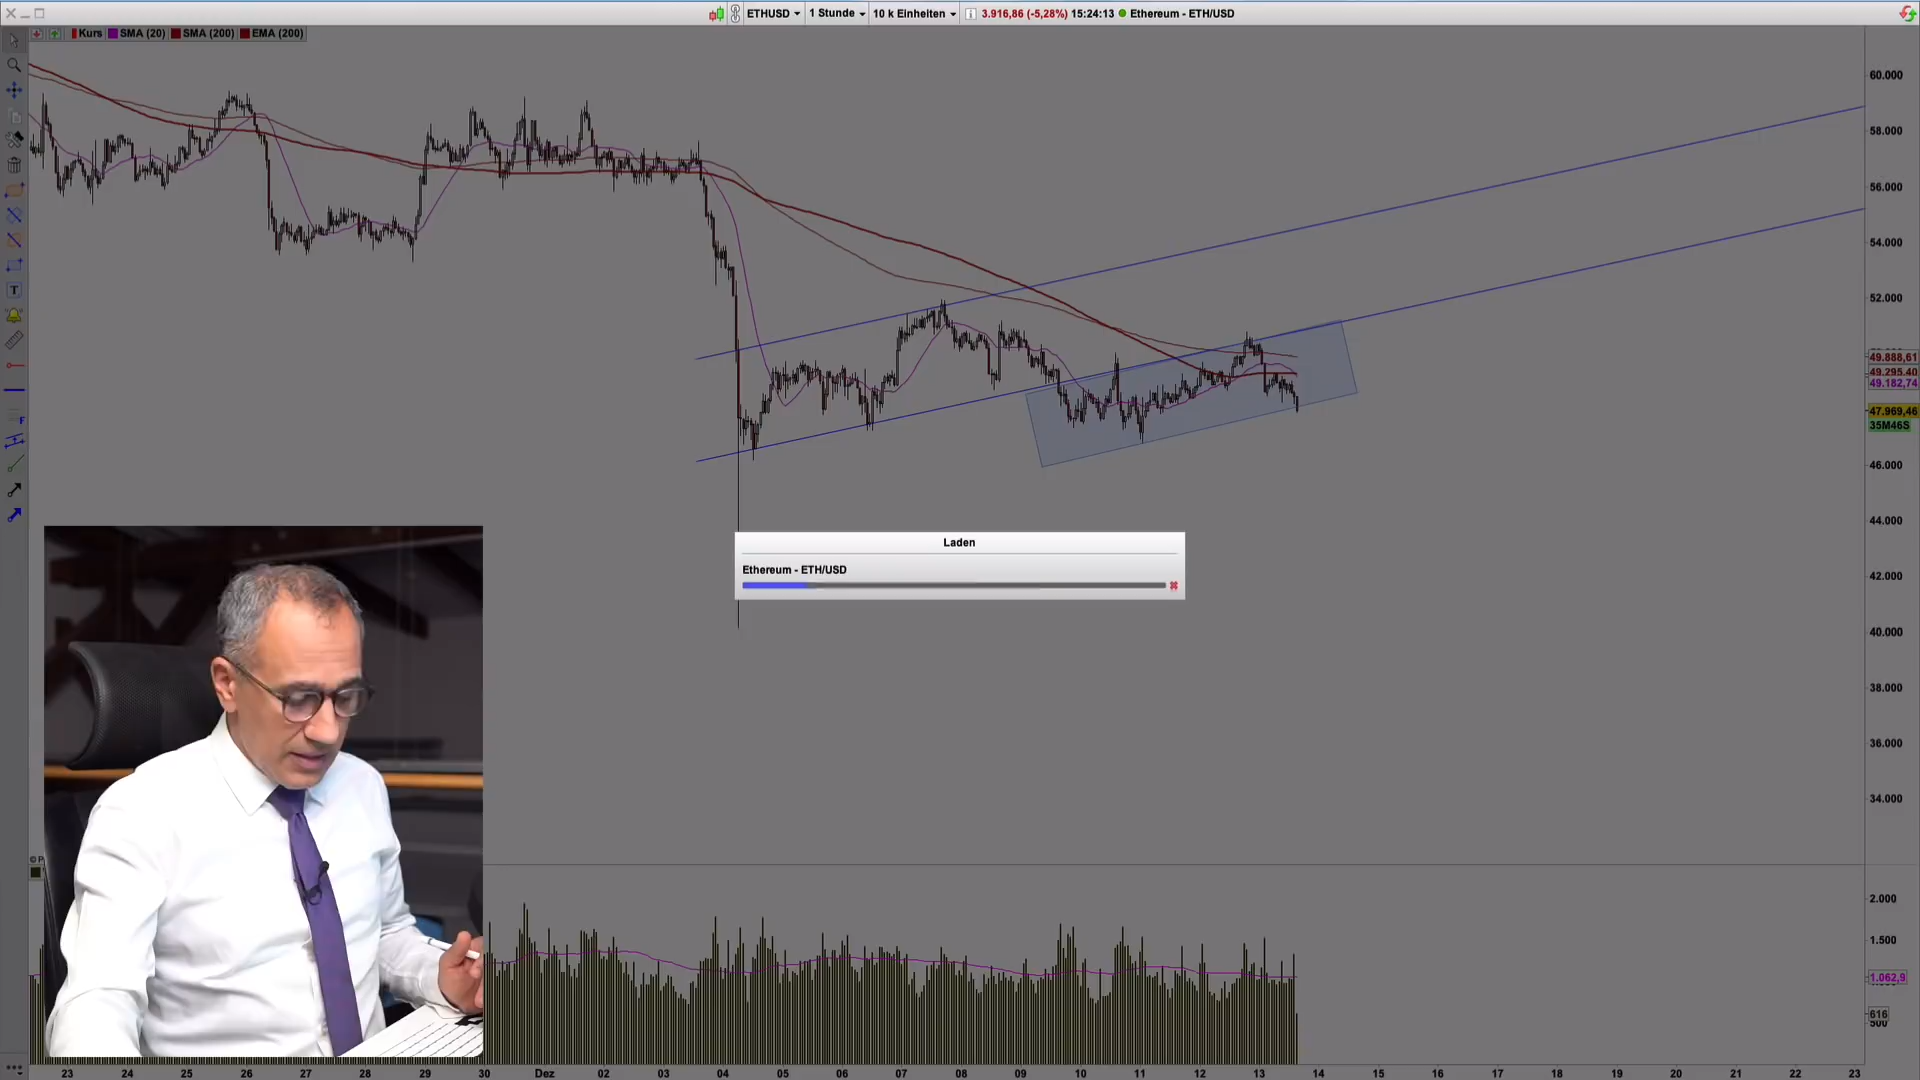 ETHUSD 1 Stunde 10 k Einheiten i 3.916,86 (-5,28%) 15:24:13 Ethereum - ETH/USD
Kurs SMA (20) SMA (200) EMA (200)
60.000
58.000
56.000
54.000
52.000
49.888,61
49.295,40
49.182,74
47.969,46
35M46S
46.000
44.000
42.000
40.000
38.000
36.000
34.000
Laden
Ethereum - ETH/USD
T
F
© P
2.000
1.500
1.062,9
616
500
23 24 25 26 27 28 29 30 Dez 02 03 04 05 06 07 08 09 10 11 12 13 14 15 16 17 18 19 20 21 22 23